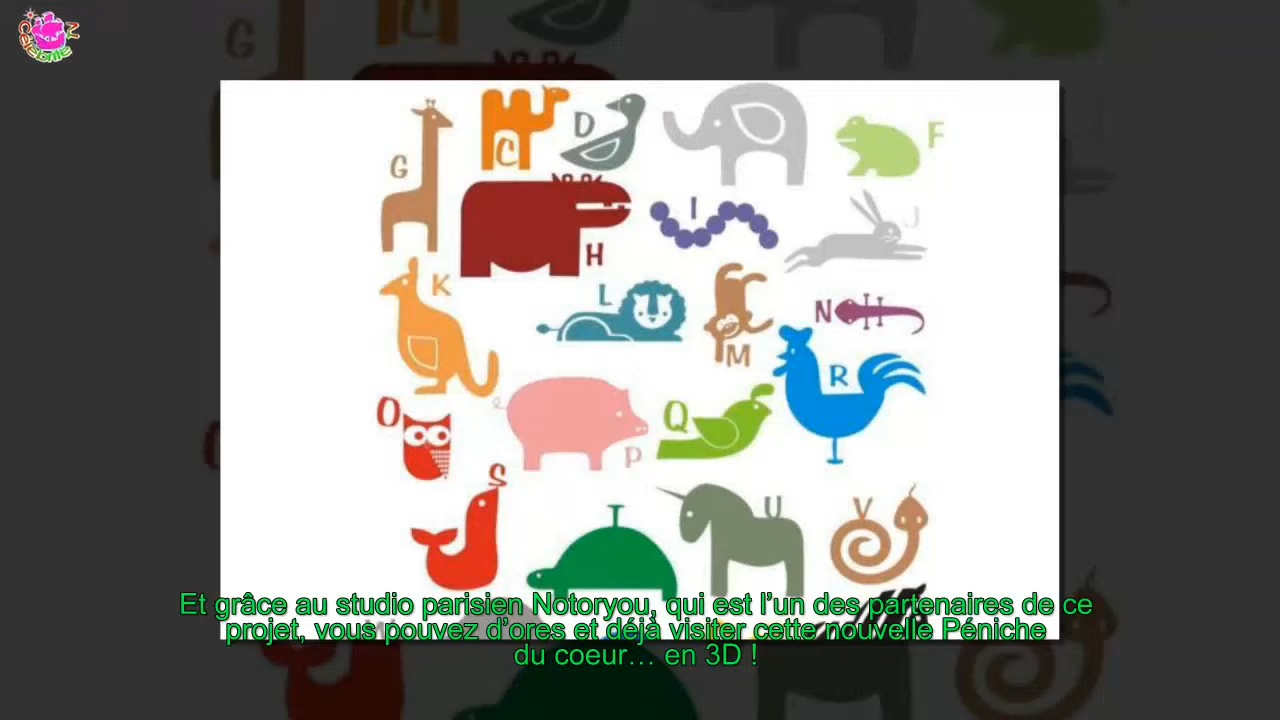 Célébrité
G
C
D
F
H
I
J
K
L
M
N
R
O
P
Q
S
T
U
V
Et grâce au studio parisien Notoryou, qui est l’un des partenaires de ce
projet, vous pouvez d’ores et déjà visiter cette nouvelle Péniche
du coeur… en 3D !